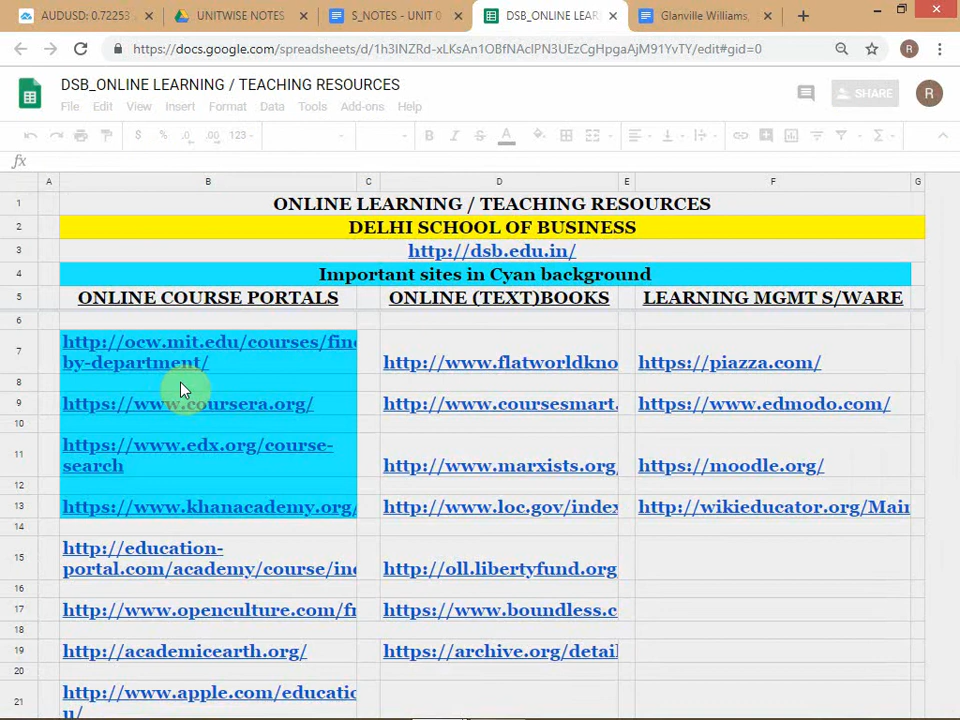 AUDUSD: 0.72253
UNITWISE NOTES
S_NOTES - UNIT 0
DSB_ONLINE LEAR
Glanville Williams,
https://docs.google.com/spreadsheets/d/1h3INZRd-xLKsAn1OBfNAcIPN3UEzCgHpgaAjM91YvTY/edit#gid=0
R
DSB_ONLINE LEARNING / TEACHING RESOURCES
File Edit View Insert Format Data Tools Add-ons Help
SHARE
R
$ % .0 .00 123 B I S A
fx
A B C D E F G
1 ONLINE LEARNING / TEACHING RESOURCES
2 DELHI SCHOOL OF BUSINESS
3 http://dsb.edu.in/
4 Important sites in Cyan background
5 ONLINE COURSE PORTALS ONLINE (TEXT)BOOKS LEARNING MGMT S/WARE
6
http://ocw.mit.edu/courses/find
7 by-department/ http://www.flatworldkno https://piazza.com/
8
9 https://www.coursera.org/ http://www.coursesmart. https://www.edmodo.com/
10
https://www.edx.org/course-
11 search http://www.marxists.org/ https://moodle.org/
12
13 https://www.khanacademy.org/ http://www.loc.gov/index http://wikieducator.org/Main
14
http://education-
15 portal.com/academy/course/ind http://oll.libertyfund.org
16
17 http://www.openculture.com/fr https://www.boundless.c
18
19 http://academicearth.org/ https://archive.org/detail
20
http://www.apple.com/educatio
21 u/